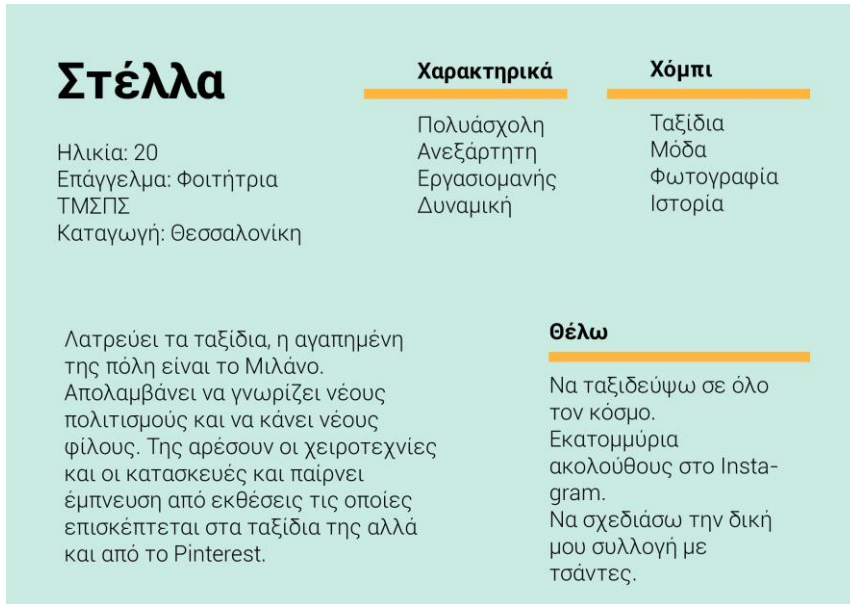 Στέλλα
Ηλικία: 20
Επάγγελμα: Φοιτήτρια
ΤΜΣΠΣ
Καταγωγή: Θεσσαλονίκη
Χαρακτηρικά
Πολυάσχολη
Ανεξάρτητη
Εργασιομανής
Δυναμική
Χόμπι
Ταξίδια
Μόδα
Φωτογραφία
Ιστορία
Λατρεύει τα ταξίδια, η αγαπημένη
της πόλη είναι το Μιλάνο.
Απολαμβάνει να γνωρίζει νέους
πολιτισμούς και να κάνει νέους
φίλους. Της αρέσουν οι χειροτεχνίες
και οι κατασκευές και παίρνει
έμπνευση από εκθέσεις τις οποίες
επισκέπτεται στα ταξίδια της αλλά
και από το Pinterest.
Θέλω
Να ταξιδεύψω σε όλο
τον κόσμο.
Εκατομμύρια
ακολούθους στο Insta-
gram.
Να σχεδιάσω την δική
μου συλλογή με
τσάντες.